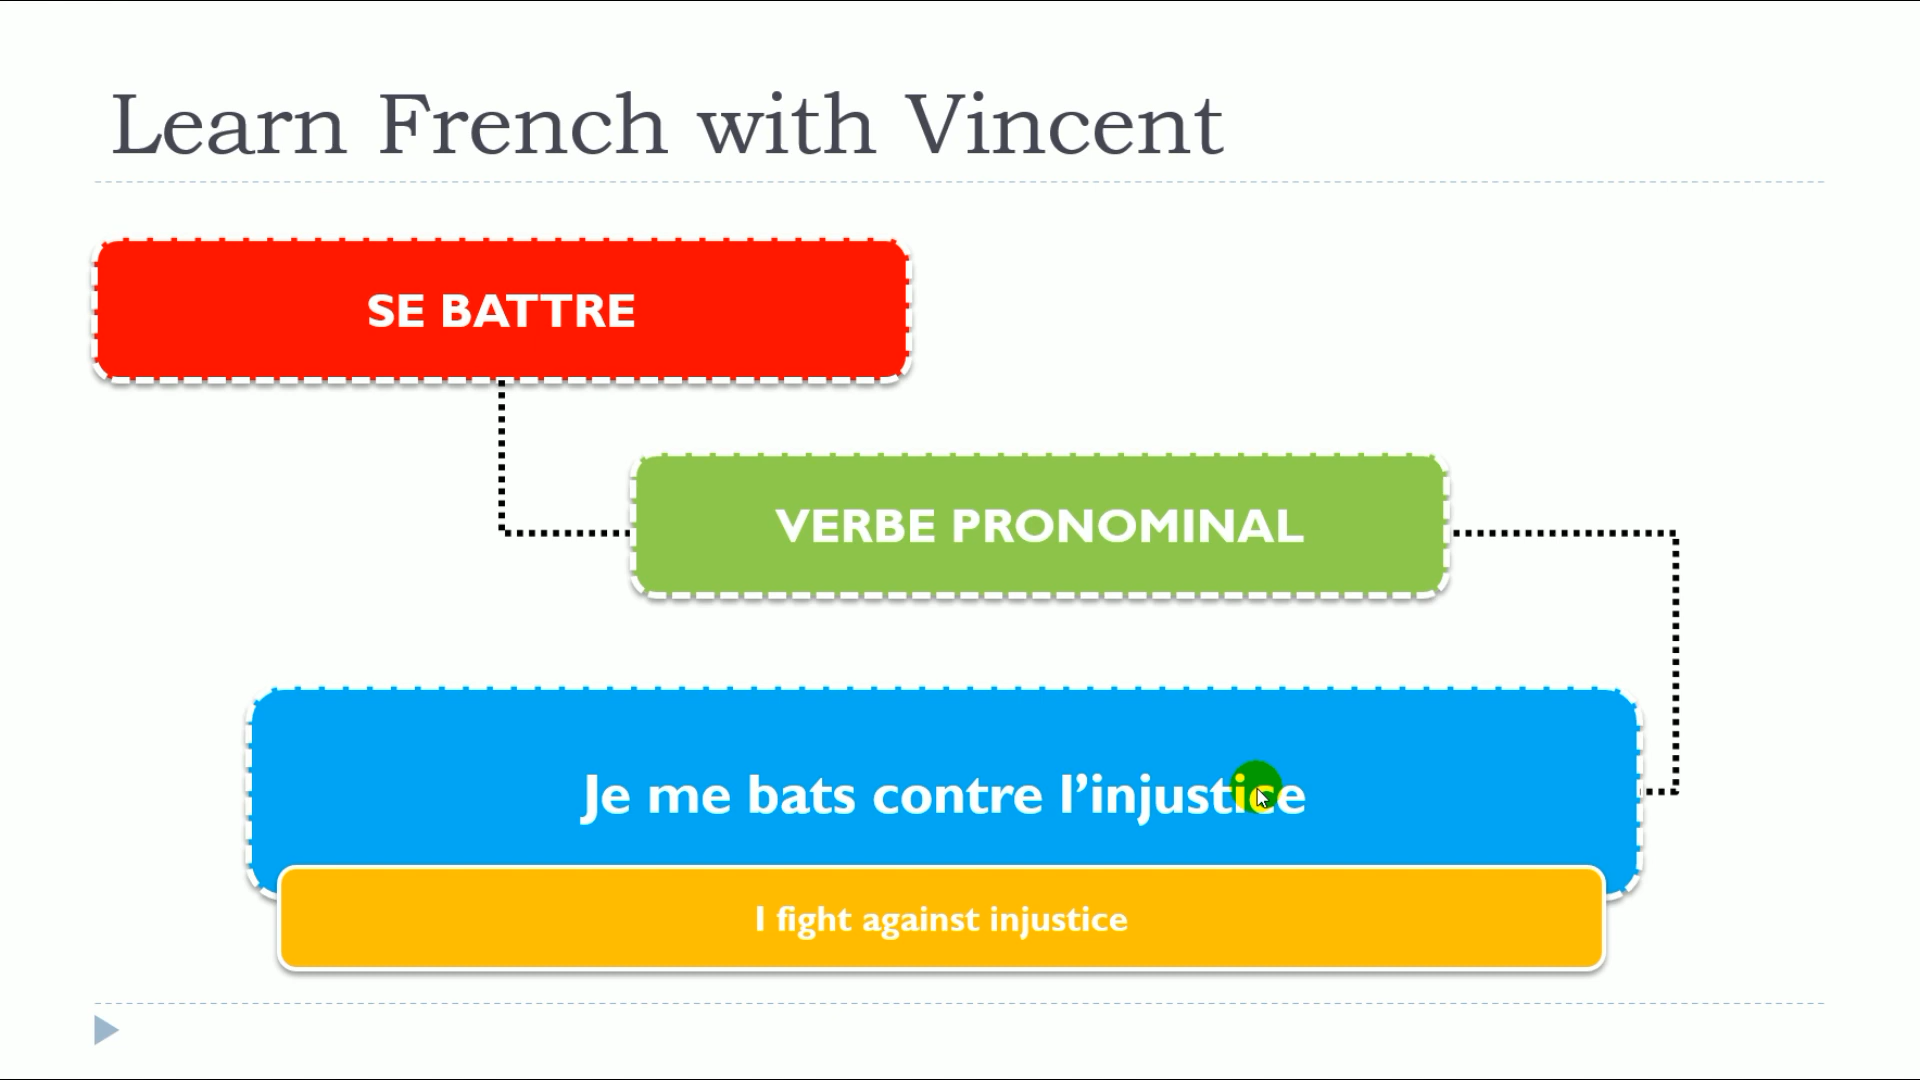 Learn French with Vincent
SE BATTRE
VERBE PRONOMINAL
Je me bats contre l’injustice
I fight against injustice